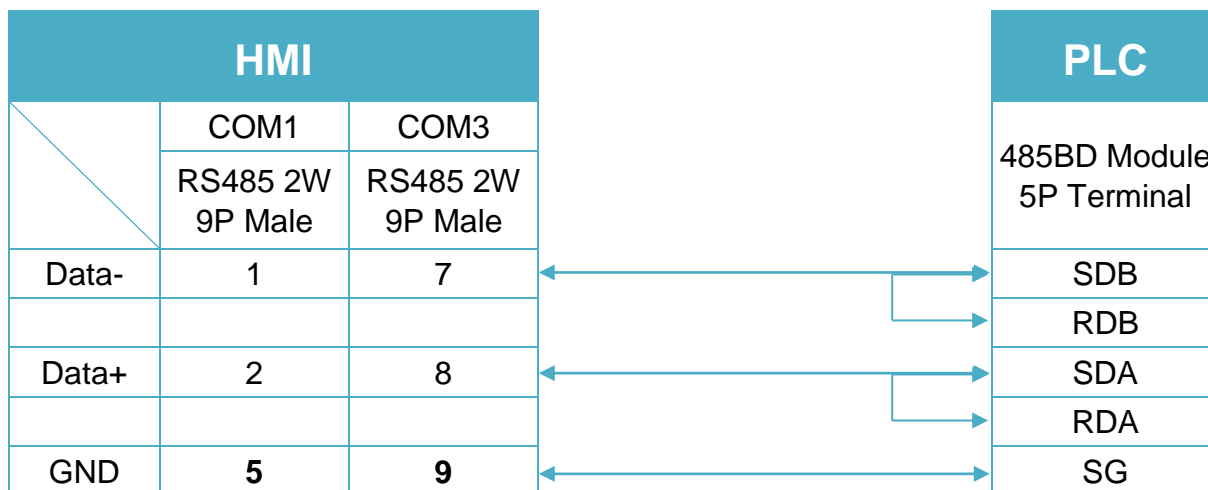 HMI PLC
COM1 COM3
RS485 2W RS485 2W 485BD Module
9P Male 9P Male 5P Terminal
Data- 1 7 SDB
RDB
Data+ 2 8 SDA
RDA
GND 5 9 SG